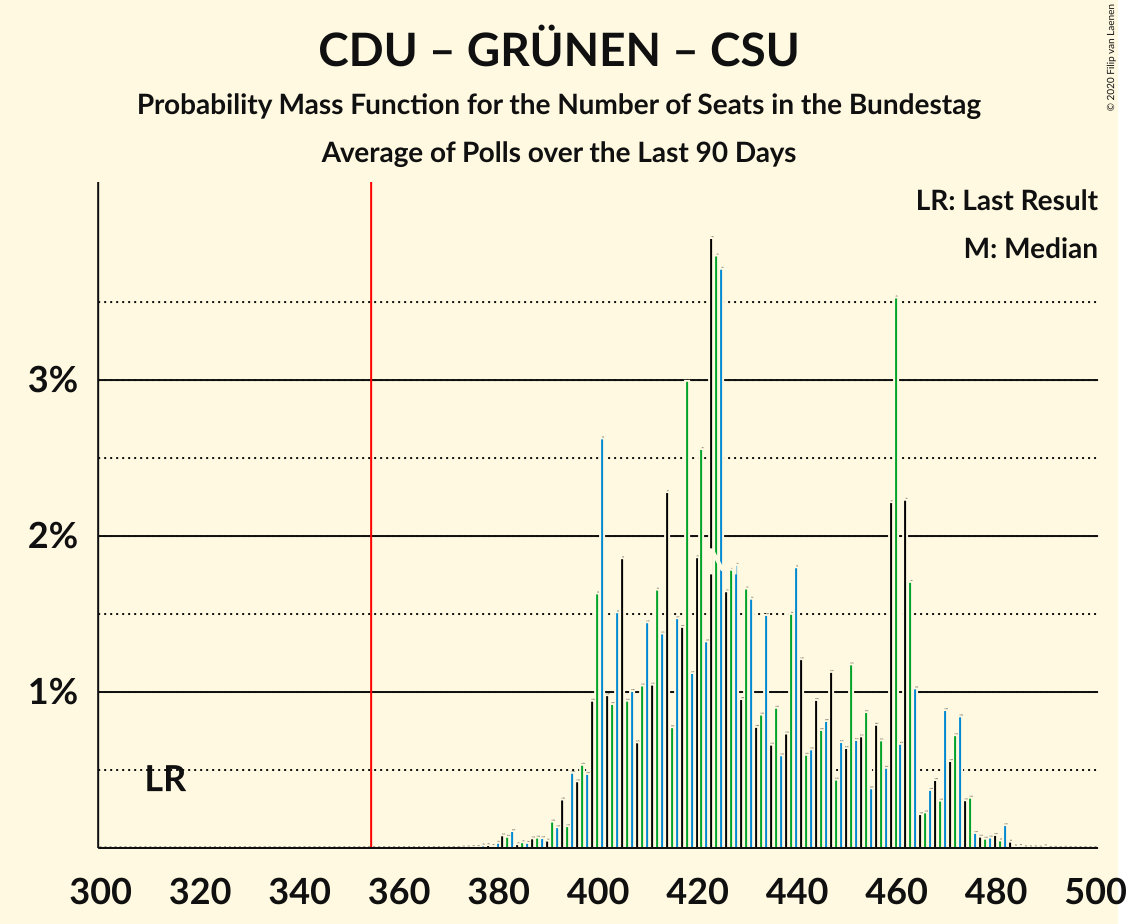 CDU – GRÜNEN – CSU
Probability Mass Function for the Number of Seats in the Bundestag
Average of Polls over the Last 90 Days
© 2020 Filip van Laenen
LR: Last Result
M: Median
3%
2%
1%
LR
300 320 340 360 380 400 420 440 460 480 500